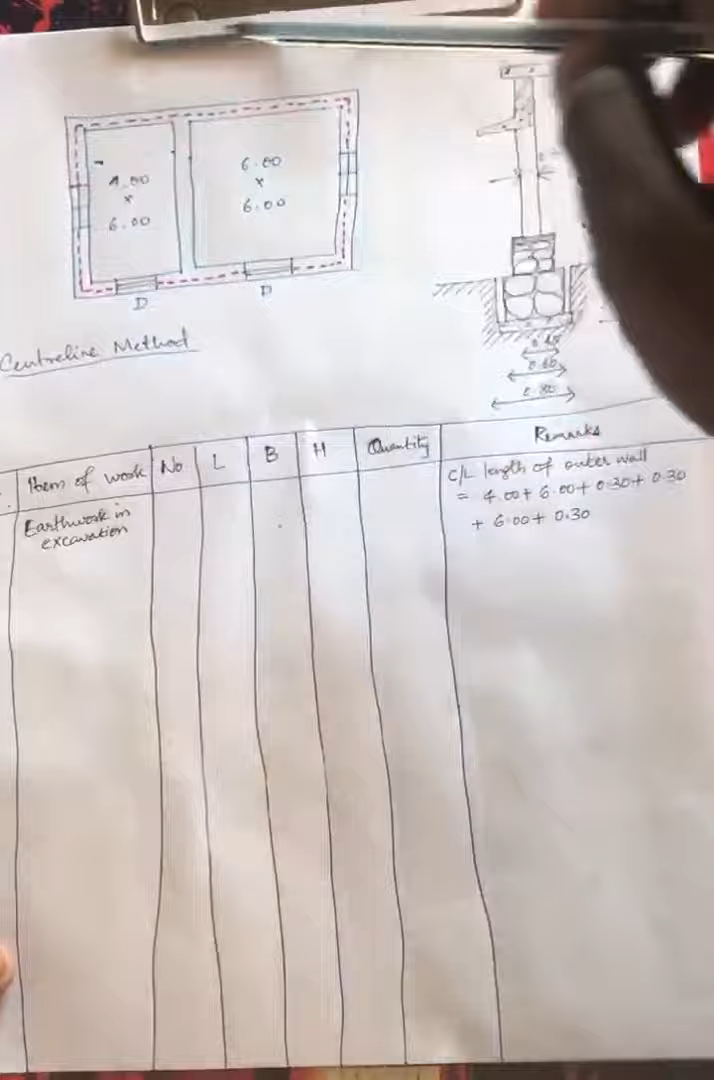 4.00
x
6.00
6.00
x
6.00
D
D
0.60
0.80
Centreline Method
Item of work No L B H Quantity Remarks
Earthwork in
excavation
C/L length of outer wall
= 4.00 + 6.00 + 0.30 + 0.30
+ 6.00 + 0.30